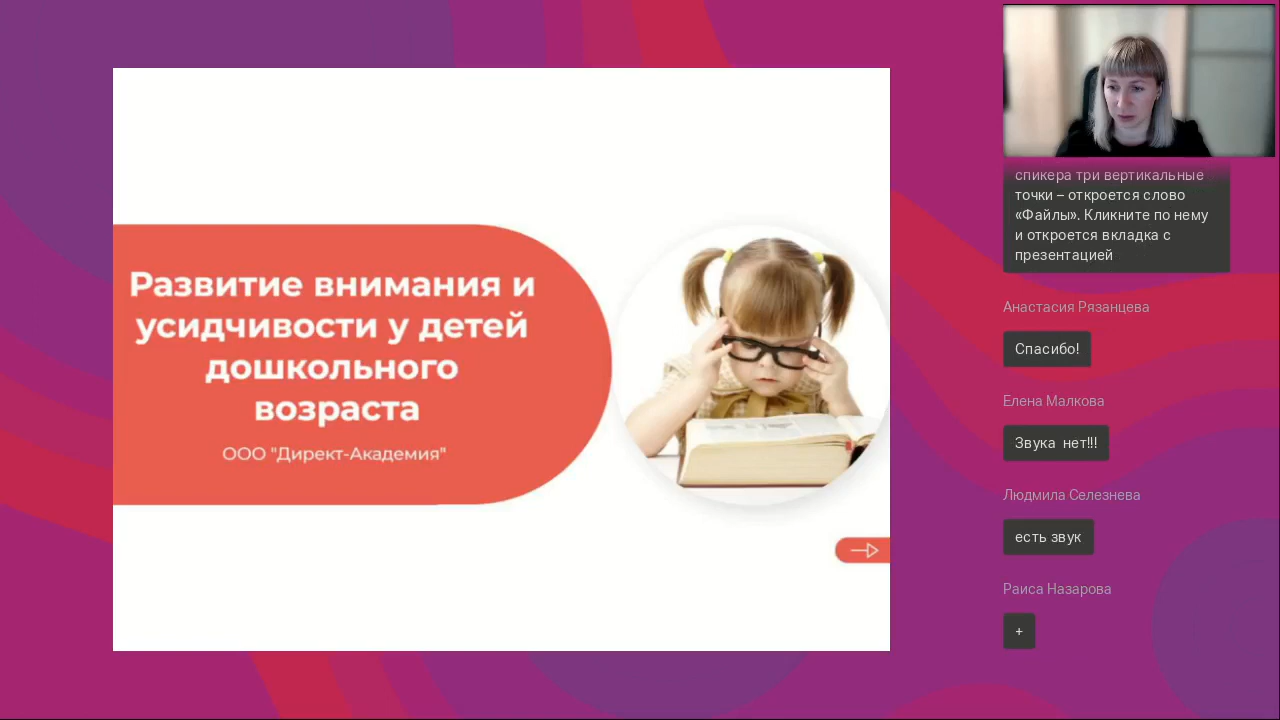 Развитие внимания и
усидчивости у детей
дошкольного
возраста
ООО "Директ-Академия"
спикера три вертикальные
точки – откроется слово
«Файлы». Кликните по нему
и откроется вкладка с
презентацией
Анастасия Рязанцева
Спасибо!
Елена Малкова
Звука нет!!!
Людмила Селезнева
есть звук
Раиса Назарова
+